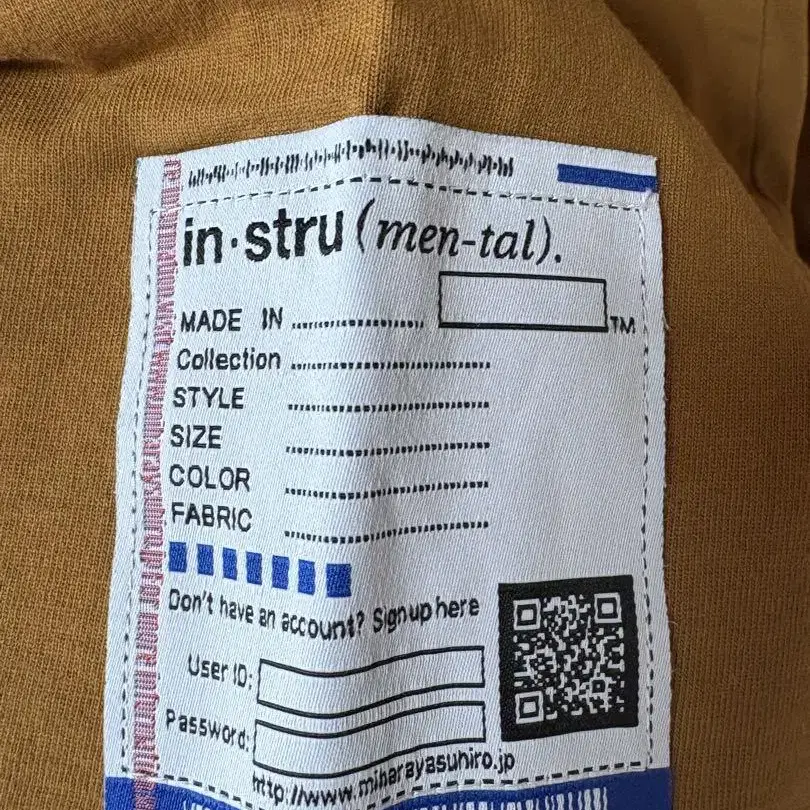 in·stru (men-tal).
MADE IN ........................ TM
Collection ........................
STYLE ........................
SIZE ........................
COLOR ........................
FABRIC ........................
Don't have an account? Sign up here
User ID:
Password:
http://www.miharayasuhiro.jp